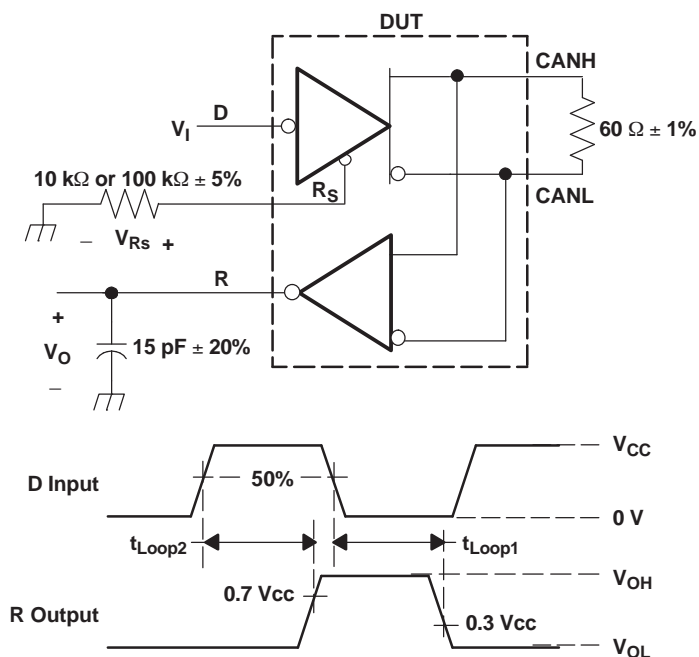 DUT
CANH
D
V_I
60 Ω ± 1%
10 kΩ or 100 kΩ ± 5%
R_S
CANL
– V_Rs +
R
+
V_O
15 pF ± 20%
–
V_CC
D Input
50%
0 V
t_Loop2
t_Loop1
V_OH
0.7 Vcc
R Output
0.3 Vcc
V_OL